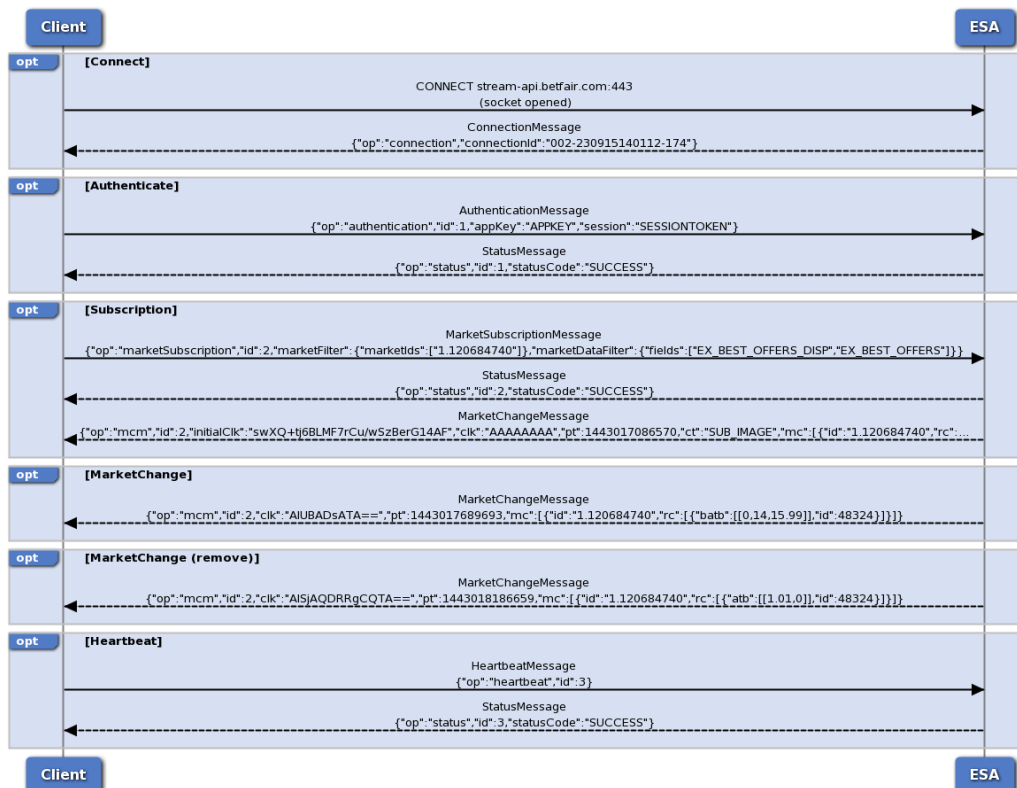 Client ESA
opt [Connect]
CONNECT stream-api.betfair.com:443
(socket opened)
ConnectionMessage
{"op":"connection","connectionId":"002-230915140112-174"}
opt [Authenticate]
AuthenticationMessage
{"op":"authentication","id":1,"appKey":"APPKEY","session":"SESSIONTOKEN"}
StatusMessage
{"op":"status","id":1,"statusCode":"SUCCESS"}
opt [Subscription]
MarketSubscriptionMessage
{"op":"marketSubscription","id":2,"marketFilter":{"marketIds":["1.120684740"]},"marketDataFilter":{"fields":["EX_BEST_OFFERS_DISP","EX_BEST_OFFERS"]}}
StatusMessage
{"op":"status","id":2,"statusCode":"SUCCESS"}
MarketChangeMessage
{"op":"mcm","id":2,"initialClk":"swXQ+tj6BLMF7rCu/wSzBerG14AF","clk":"AAAAAAAA","pt":1443017086570,"ct":"SUB_IMAGE","mc":[{"id":"1.120684740","rc":...
opt [MarketChange]
MarketChangeMessage
{"op":"mcm","id":2,"clk":"AIUBADsATA==","pt":1443017689693,"mc":[{"id":"1.120684740","rc":[{"batb":[[0,14,15.99]],"id":48324}]}]}
opt [MarketChange (remove)]
MarketChangeMessage
{"op":"mcm","id":2,"clk":"AISjAQDRRgCQTA==","pt":1443018186659,"mc":[{"id":"1.120684740","rc":[{"atb":[[1.01,0]],"id":48324}]}]}
opt [Heartbeat]
HeartbeatMessage
{"op":"heartbeat","id":3}
StatusMessage
{"op":"status","id":3,"statusCode":"SUCCESS"}
Client ESA